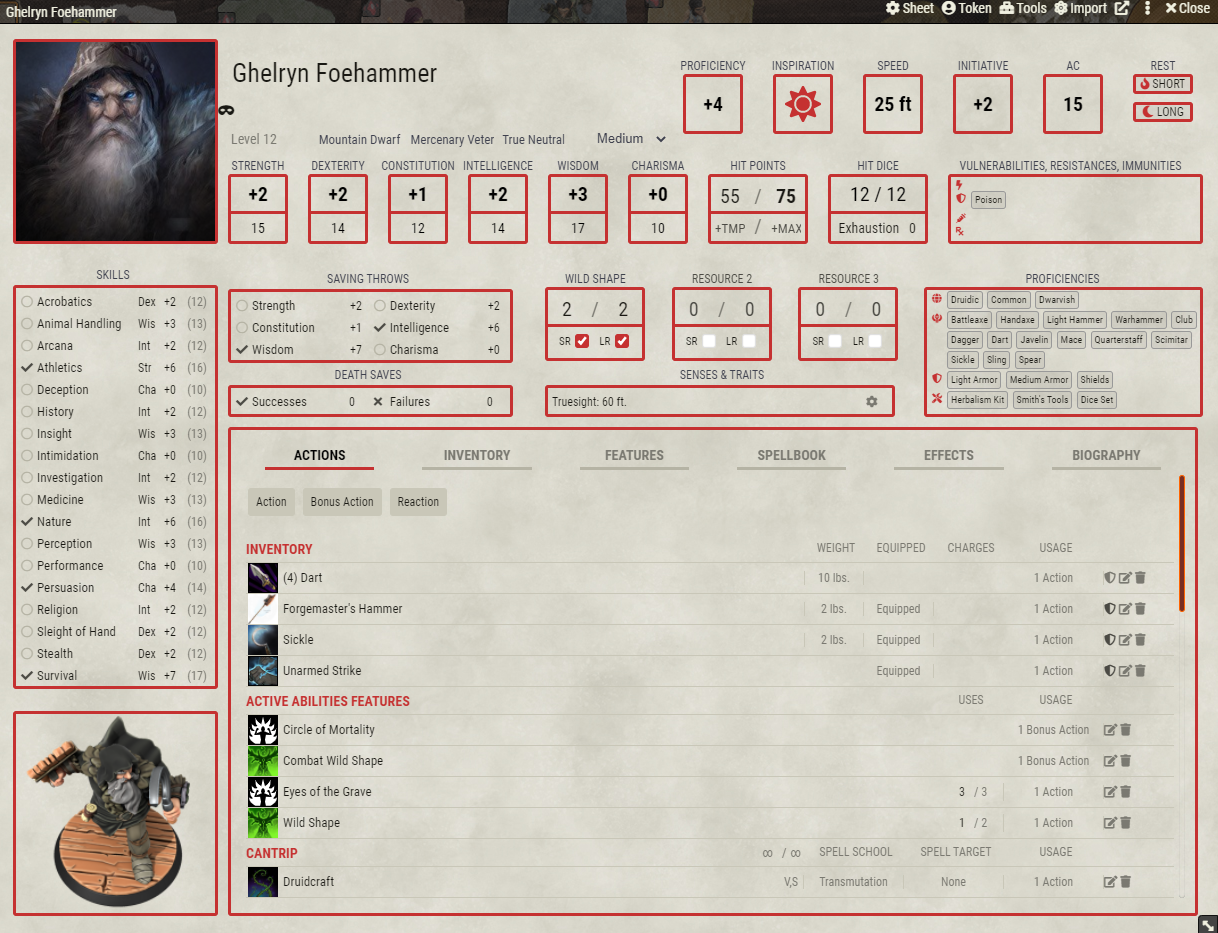 Ghelryn Foehammer
Sheet Token Tools Import Close
Ghelryn Foehammer
PROFICIENCY INSPIRATION SPEED INITIATIVE AC REST
+4 25 ft +2 15 SHORT
LONG
Level 12 Mountain Dwarf Mercenary Veter True Neutral Medium
STRENGTH DEXTERITY CONSTITUTION INTELLIGENCE WISDOM CHARISMA HIT POINTS HIT DICE VULNERABILITIES, RESISTANCES, IMMUNITIES
+2 +2 +1 +2 +3 +0 55 / 75 12 / 12
Poison
15 14 12 14 17 10 +TMP / +MAX Exhaustion 0
SKILLS
Acrobatics Dex +2 (12)
Animal Handling Wis +3 (13)
Arcana Int +2 (12)
Athletics Str +6 (16)
Deception Cha +0 (10)
History Int +2 (12)
Insight Wis +3 (13)
Intimidation Cha +0 (10)
Investigation Int +2 (12)
Medicine Wis +3 (13)
Nature Int +6 (16)
Perception Wis +3 (13)
Performance Cha +0 (10)
Persuasion Cha +4 (14)
Religion Int +2 (12)
Sleight of Hand Dex +2 (12)
Stealth Dex +2 (12)
Survival Wis +7 (17)
SAVING THROWS
Strength +2 Dexterity +2
Constitution +1 Intelligence +6
Wisdom +7 Charisma +0
DEATH SAVES
Successes 0 Failures 0
WILD SHAPE RESOURCE 2 RESOURCE 3
2 / 2 0 / 0 0 / 0
SR LR SR LR SR LR
SENSES & TRAITS
Truesight: 60 ft.
PROFICIENCIES
Druidic Common Dwarvish
Battleaxe Handaxe Light Hammer Warhammer Club
Dagger Dart Javelin Mace Quarterstaff Scimitar
Sickle Sling Spear
Light Armor Medium Armor Shields
Herbalism Kit Smith's Tools Dice Set
ACTIONS INVENTORY FEATURES SPELLBOOK EFFECTS BIOGRAPHY
Action Bonus Action Reaction
INVENTORY WEIGHT EQUIPPED CHARGES USAGE
(4) Dart 10 lbs. 1 Action
Forgemaster's Hammer 2 lbs. Equipped 1 Action
Sickle 2 lbs. Equipped 1 Action
Unarmed Strike Equipped 1 Action
ACTIVE ABILITIES FEATURES USES USAGE
Circle of Mortality 1 Bonus Action
Combat Wild Shape 1 Bonus Action
Eyes of the Grave 3 / 3 1 Action
Wild Shape 1 / 2 1 Action
CANTRIP ∞ / ∞ SPELL SCHOOL SPELL TARGET USAGE
Druidcraft V,S Transmutation None 1 Action